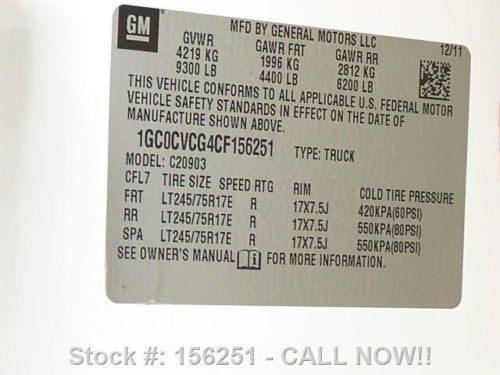 GM
MFD BY GENERAL MOTORS LLC
GVWR GAWR FRT GAWR RR 12/11
4219 KG 1996 KG 2812 KG
9300 LB 4400 LB 6200 LB
THIS VEHICLE CONFORMS TO ALL APPLICABLE U.S. FEDERAL MOTOR
VEHICLE SAFETY STANDARDS IN EFFECT ON THE DATE OF
MANUFACTURE SHOWN ABOVE.
1GC0CVCG4CF156251 TYPE: TRUCK
MODEL: C20903
CFL7 TIRE SIZE SPEED RTG RIM COLD TIRE PRESSURE
FRT LT245/75R17E R 17X7.5J 420KPA(60PSI)
RR LT245/75R17E R 17X7.5J 550KPA(80PSI)
SPA LT245/75R17E R 17X7.5J 550KPA(80PSI)
SEE OWNER'S MANUAL FOR MORE INFORMATION.
Stock #: 156251 - CALL NOW!!